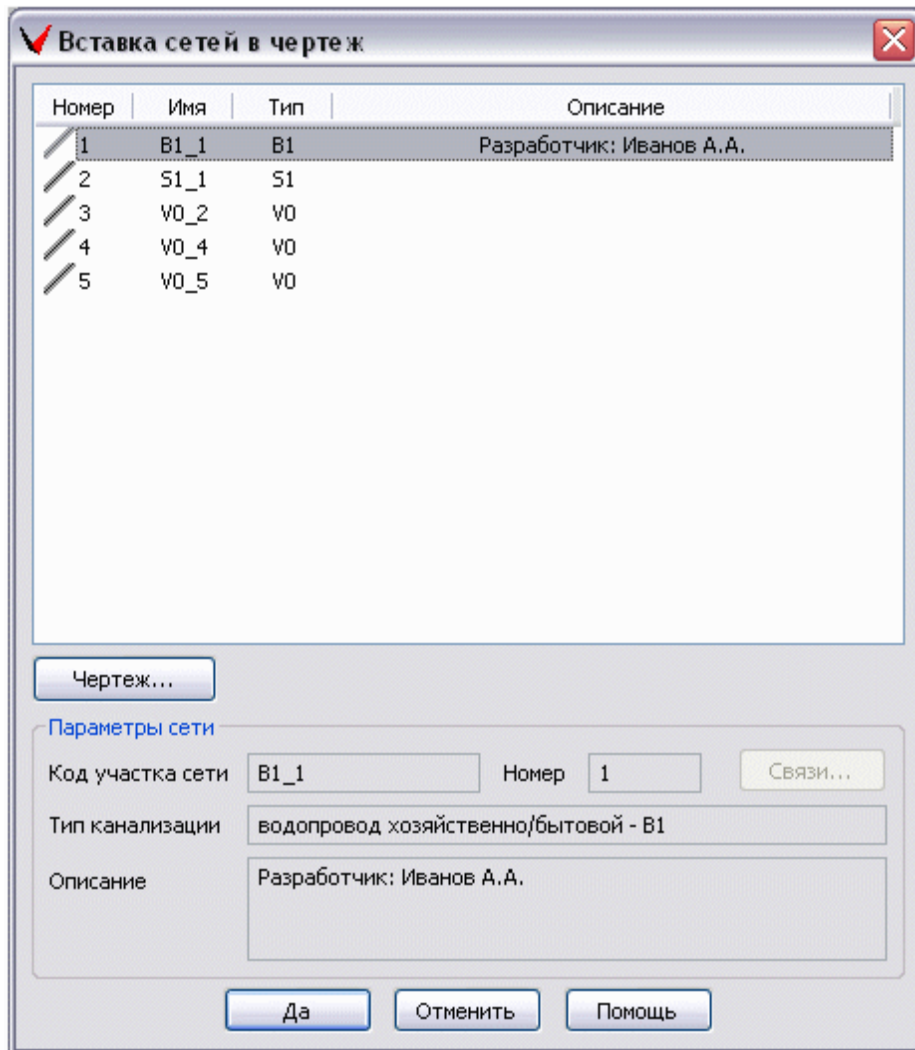 Вставка сетей в чертеж
Номер Имя Тип Описание
1 B1_1 B1 Разработчик: Иванов А.А.
2 S1_1 S1
3 V0_2 V0
4 V0_4 V0
5 V0_5 V0
Чертеж...
Параметры сети
Код участка сети B1_1 Номер 1 Связи...
Тип канализации водопровод хозяйственно/бытовой - B1
Описание Разработчик: Иванов А.А.
Да Отменить Помощь